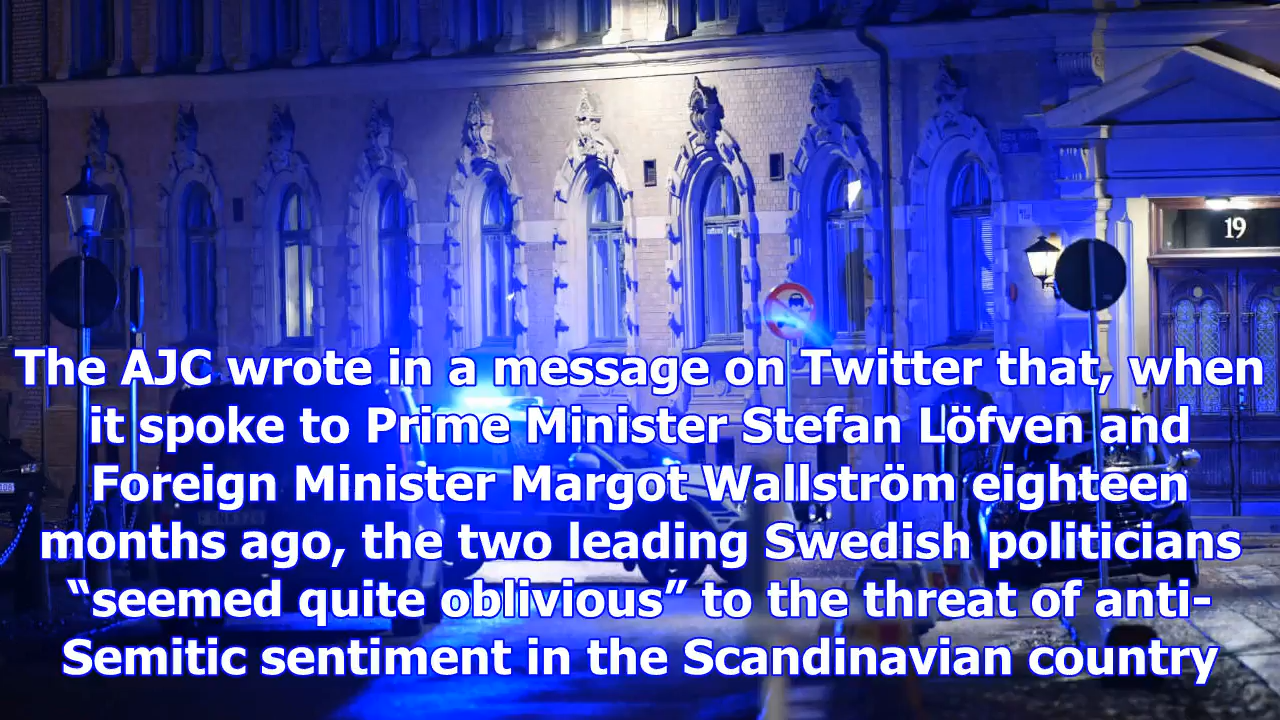 19
The AJC wrote in a message on Twitter that, when
it spoke to Prime Minister Stefan Löfven and
Foreign Minister Margot Wallström eighteen
months ago, the two leading Swedish politicians
“seemed quite oblivious” to the threat of anti-
Semitic sentiment in the Scandinavian country